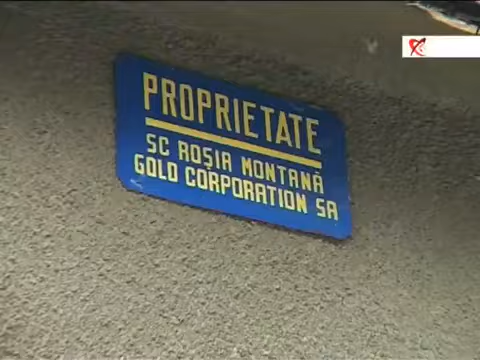 PROPRIETATE
SC ROȘIA MONTANĂ
GOLD CORPORATION SA